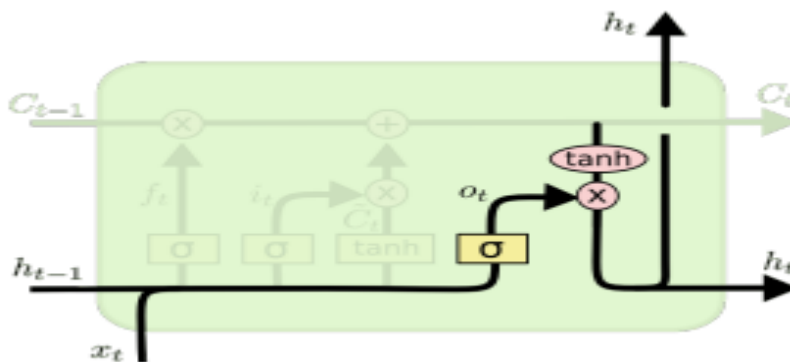 h_t
C_{t-1} × + C_t
tanh
f_t i_t × o_t ×
C̃_t
σ σ tanh σ
h_{t-1} h_t
x_t